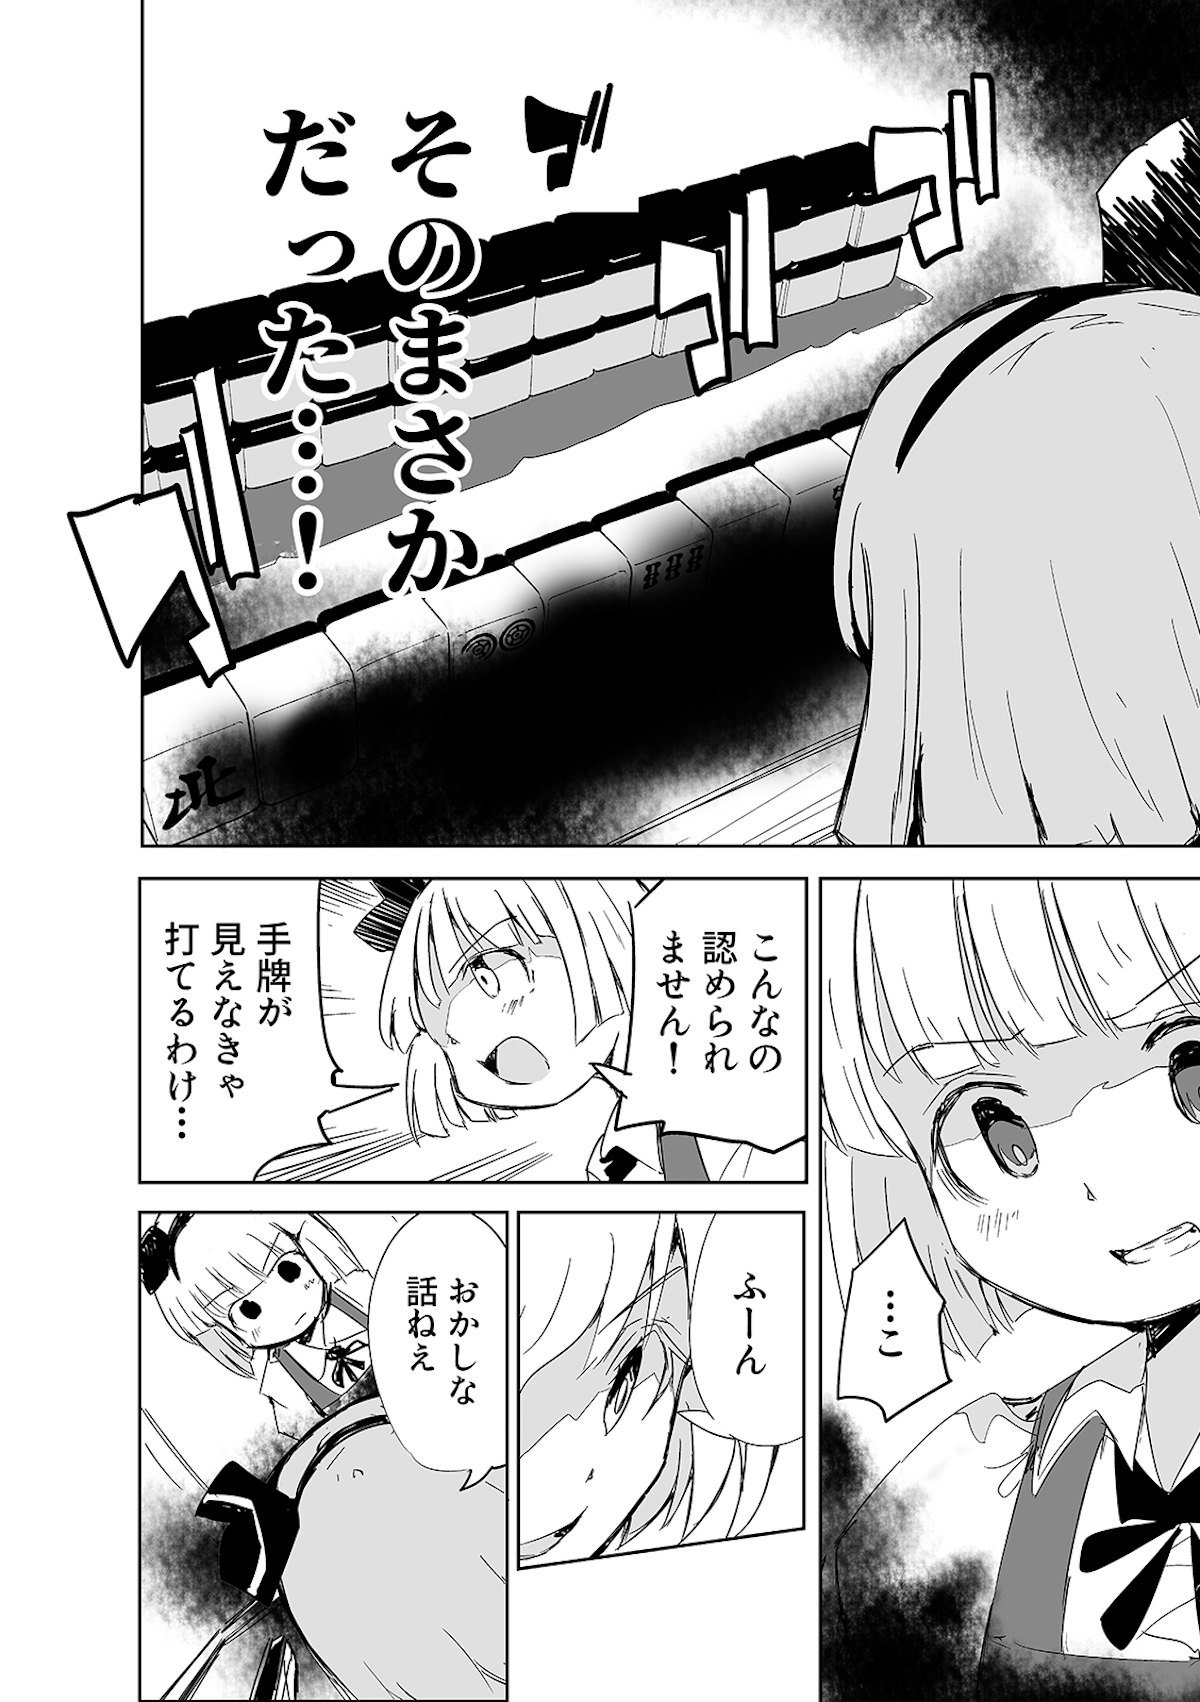 そのまさか
だった……！
ゴゴゴゴ
北
…こ
こんなの
認められ
ません！
手牌が
見えなきゃ
打てるわけ…
ふーん
おかしな
話ねえ